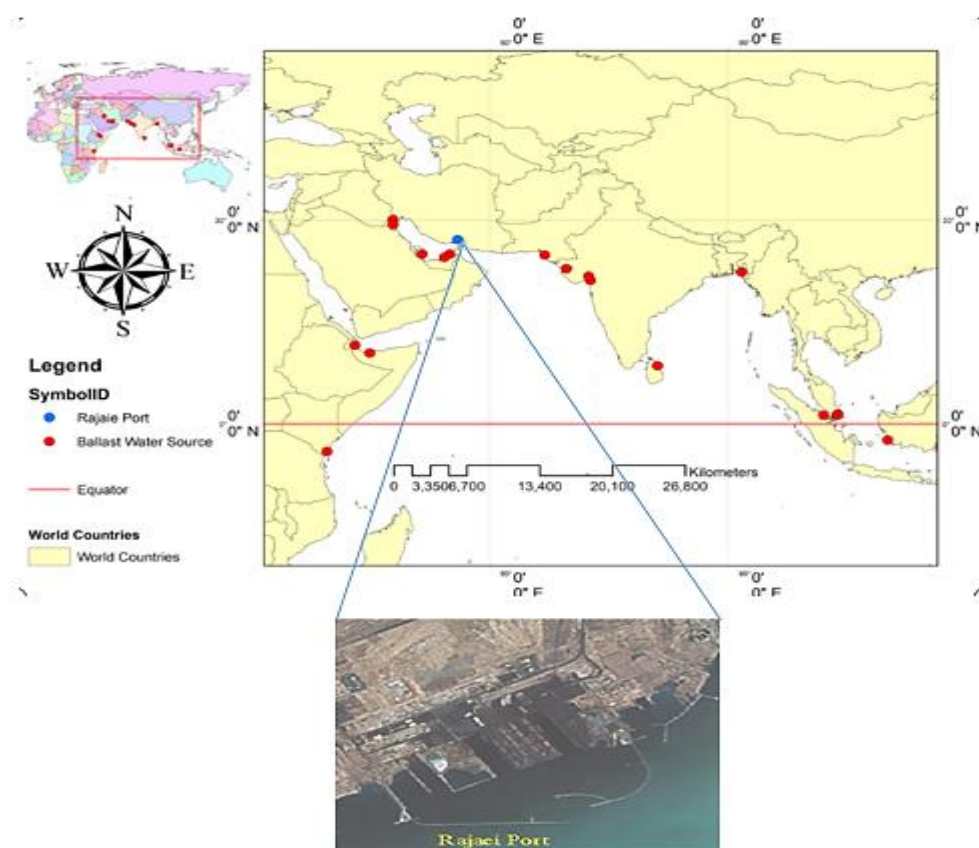 0' 0'
0° E 0° E
N
W E
S
0'
0° N
0'
0° N
Legend
SymbolID
Rajaie Port
Ballast Water Source
Equator
World Countries
World Countries
0'
0° N
0'
0° N
Kilometers
0 3,3506,700 13,400 20,100 26,800
0' 0'
0° E 0° E
Rajaei Port